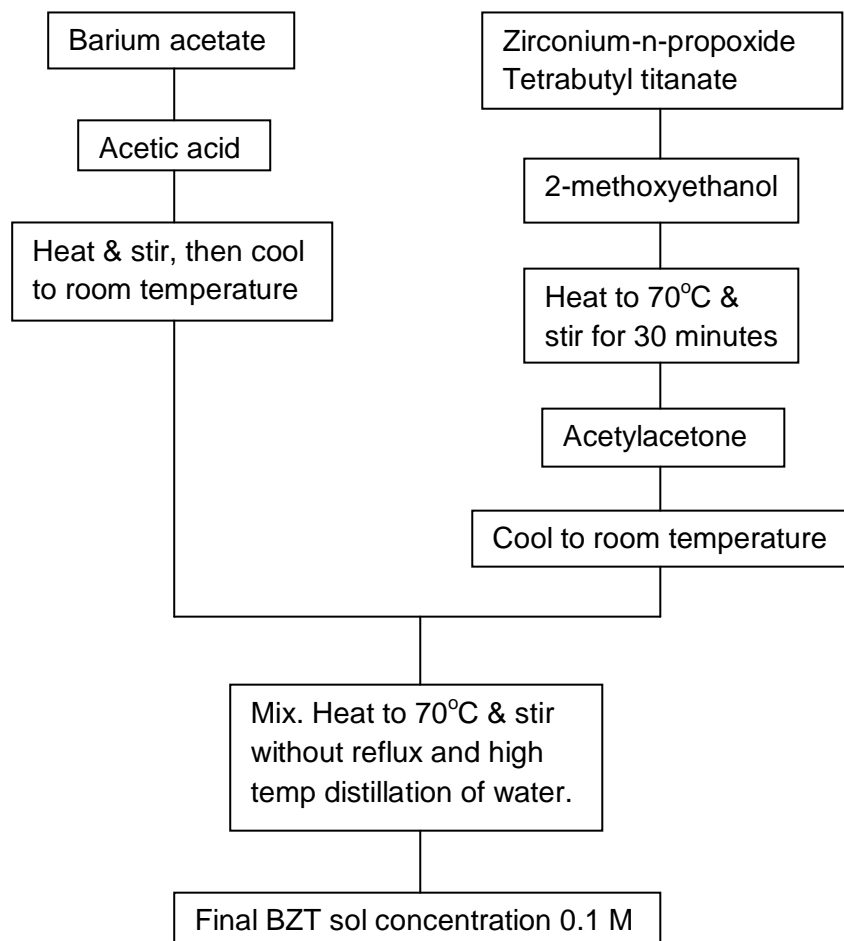 Barium acetate
Acetic acid
Heat & stir, then cool
to room temperature
Zirconium-n-propoxide
Tetrabutyl titanate
2-methoxyethanol
Heat to 70°C &
stir for 30 minutes
Acetylacetone
Cool to room temperature
Mix. Heat to 70°C & stir
without reflux and high
temp distillation of water.
Final BZT sol concentration 0.1 M